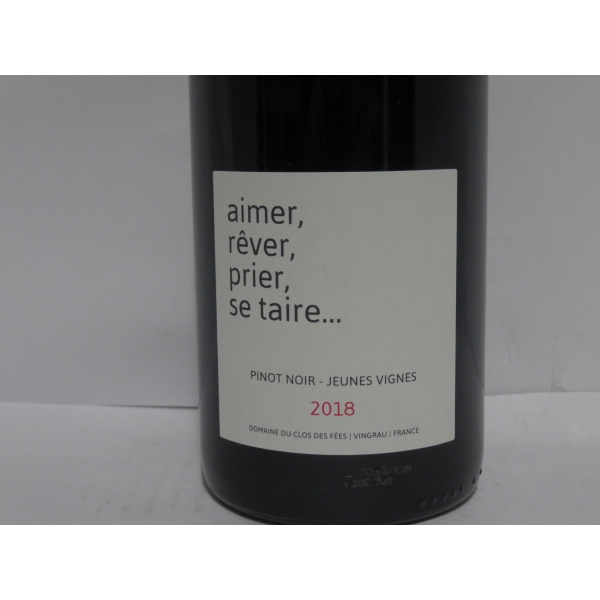 aimer,
rêver,
prier,
se taire...
PINOT NOIR - JEUNES VIGNES
2018
DOMAINE DU CLOS DES FÉES | VINGRAU | FRANCE